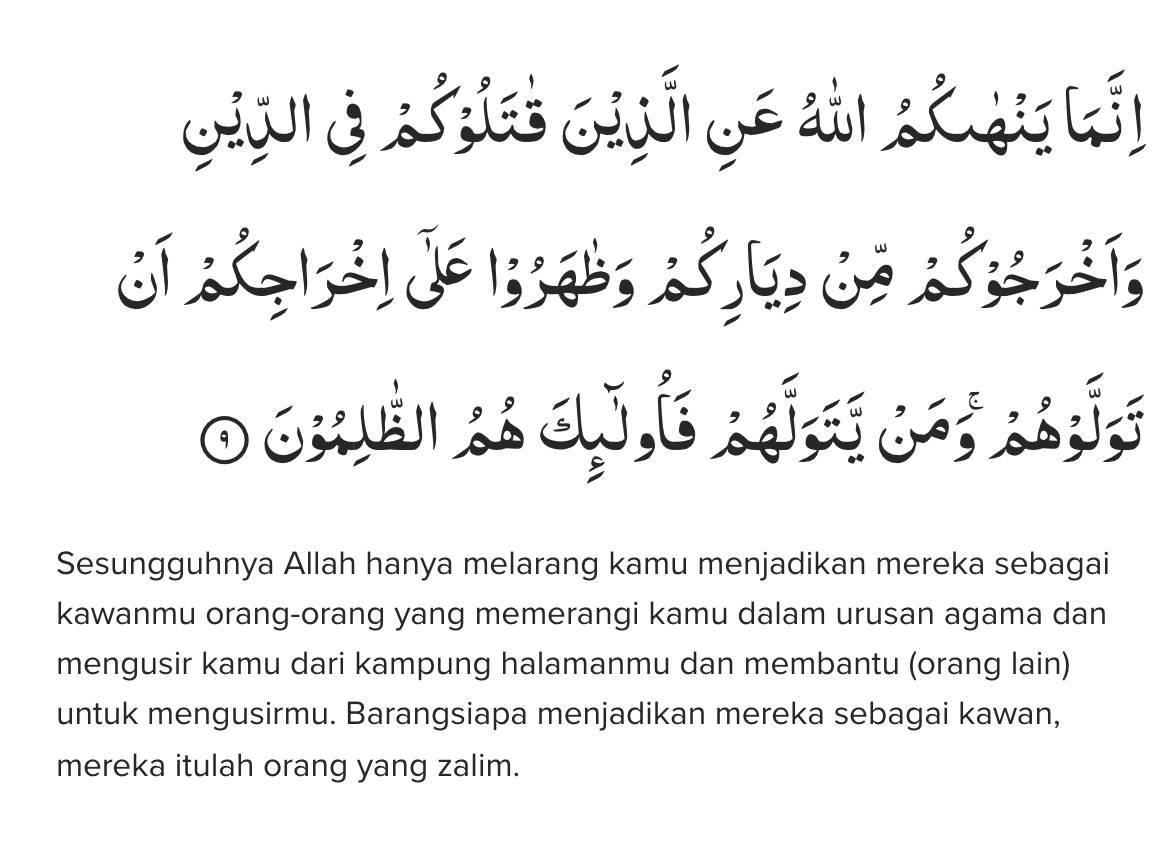 اِنَّمَا يَنْهٰىكُمُ اللّٰهُ عَنِ الَّذِيْنَ قٰتَلُوْكُمْ فِى الدِّيْنِ
وَاَخْرَجُوْكُمْ مِّنْ دِيَارِكُمْ وَظٰهَرُوْا عَلٰٓى اِخْرَاجِكُمْ اَنْ
تَوَلَّوْهُمْ ۚوَمَنْ يَّتَوَلَّهُمْ فَاُولٰۤىِٕكَ هُمُ الظّٰلِمُوْنَ ٩
Sesungguhnya Allah hanya melarang kamu menjadikan mereka sebagai
kawanmu orang-orang yang memerangi kamu dalam urusan agama dan
mengusir kamu dari kampung halamanmu dan membantu (orang lain)
untuk mengusirmu. Barangsiapa menjadikan mereka sebagai kawan,
mereka itulah orang yang zalim.